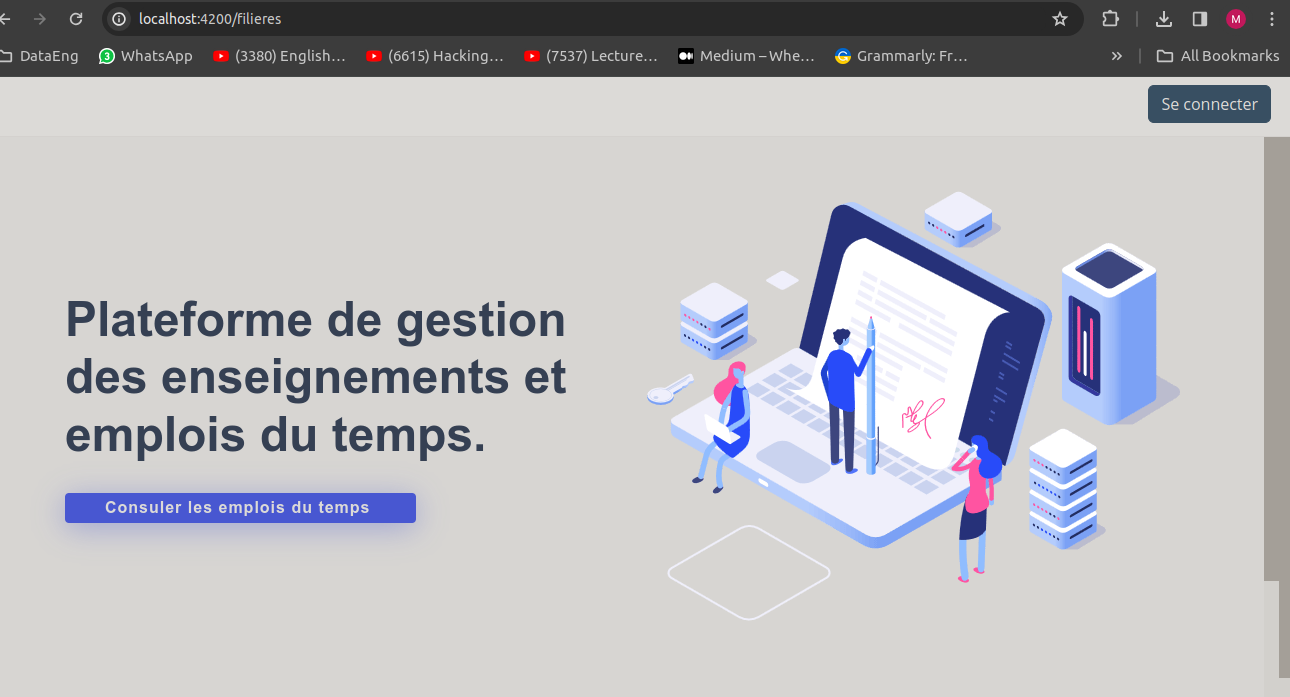 localhost:4200/filieres
M
DataEng
3
WhatsApp
(3380) English…
(6615) Hacking…
(7537) Lecture…
Medium – Whe…
Grammarly: Fr…
»
All Bookmarks
Se connecter
Plateforme de gestion
des enseignements et
emplois du temps.
Consuler les emplois du temps